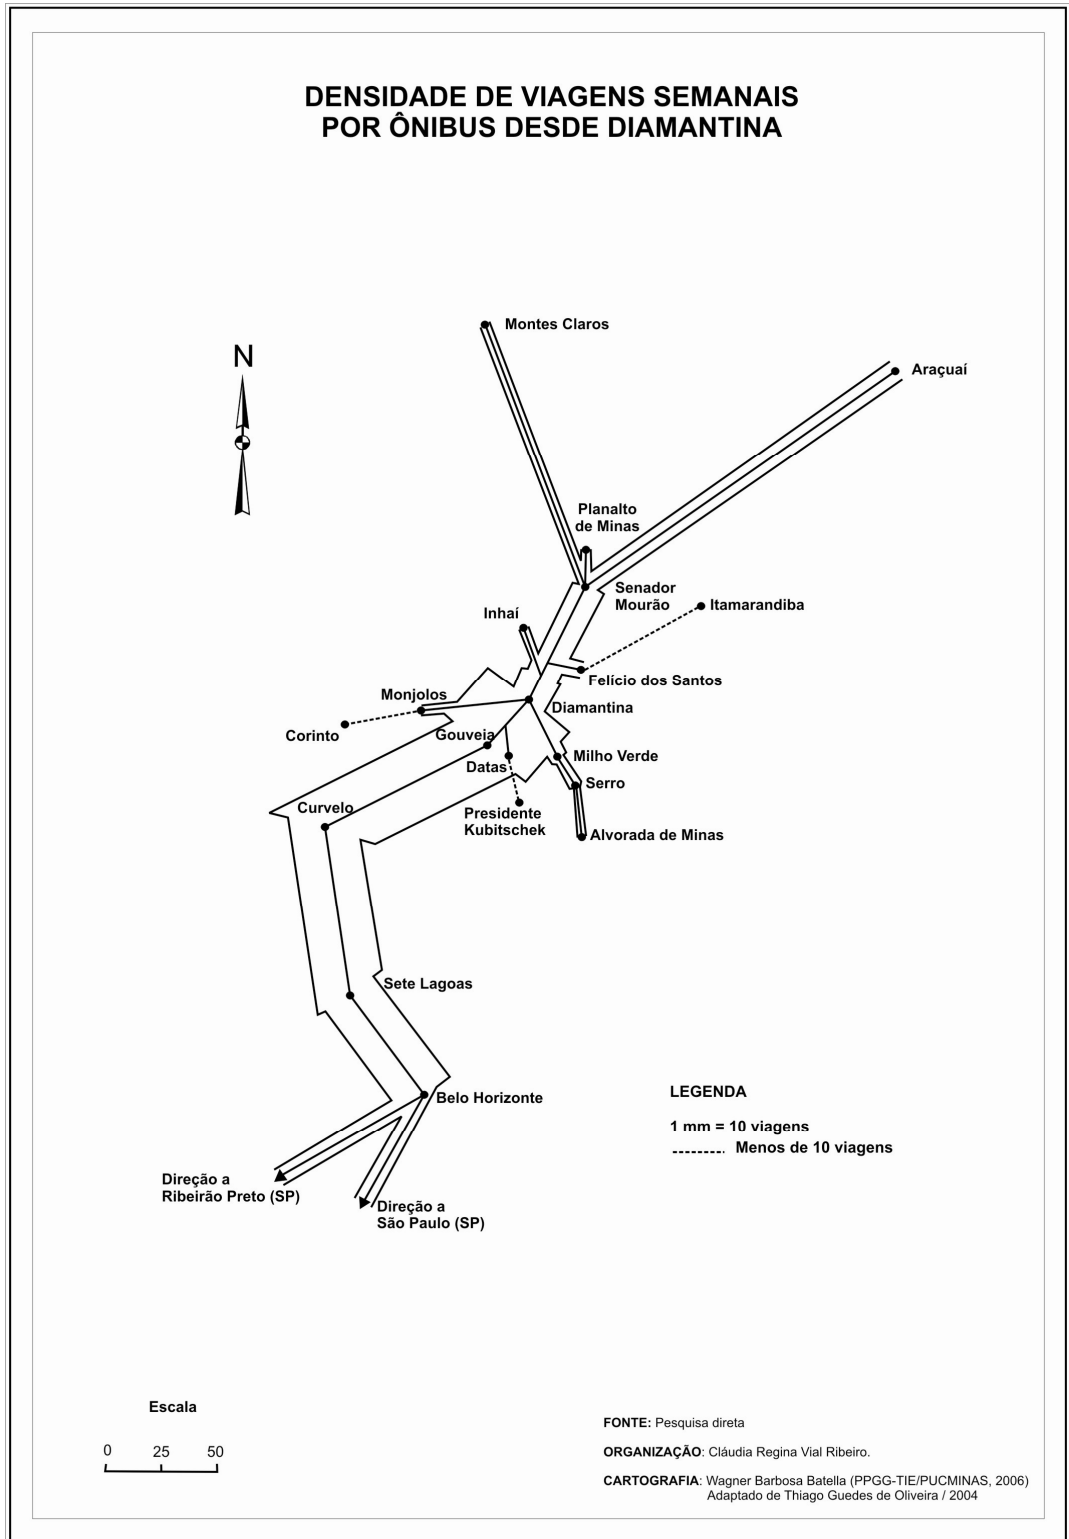 DENSIDADE DE VIAGENS SEMANAIS
POR ÔNIBUS DESDE DIAMANTINA
Montes Claros
N
Araçuaí
Planalto
de Minas
Senador
Mourão
Itamarandiba
Inhaí
Felício dos Santos
Monjolos
Diamantina
Corinto
Gouveia
Milho Verde
Datas
Serro
Curvelo
Presidente
Kubitschek
Alvorada de Minas
Sete Lagoas
Belo Horizonte
LEGENDA
1 mm = 10 viagens
Menos de 10 viagens
Direção a
Ribeirão Preto (SP)
Direção a
São Paulo (SP)
Escala
0 25 50
FONTE: Pesquisa direta
ORGANIZAÇÃO: Cláudia Regina Vial Ribeiro.
CARTOGRAFIA: Wagner Barbosa Batella (PPGG-TIE/PUCMINAS, 2006)
Adaptado de Thiago Guedes de Oliveira / 2004